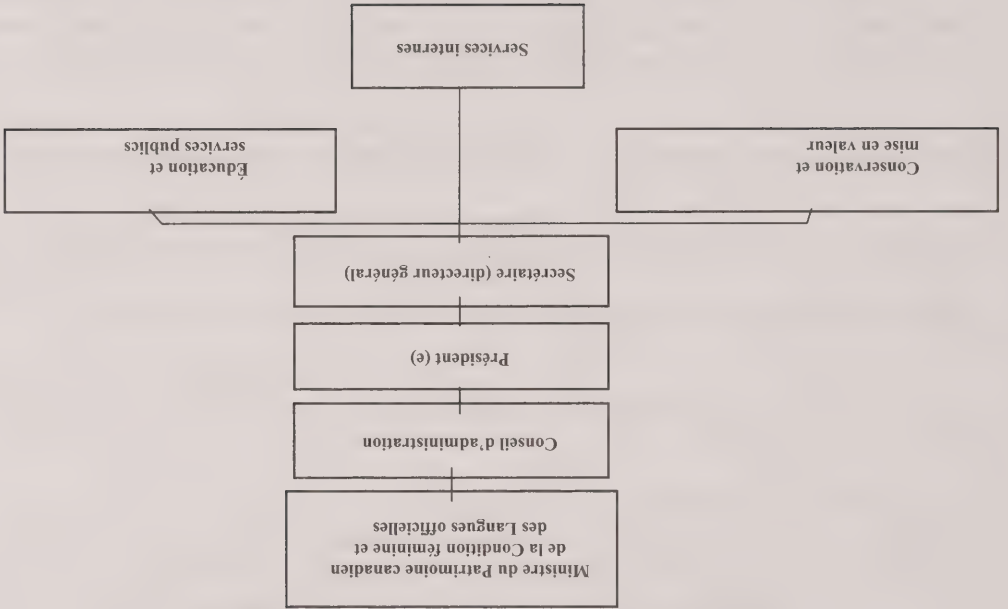 Ministre du Patrimoine canadien
de la Condition féminine et
des Langues officielles
Conseil d’administration
Président (e)
Secrétaire (directeur général)
Conservation et
mise en valeur
Éducation et
services publics
Services internes